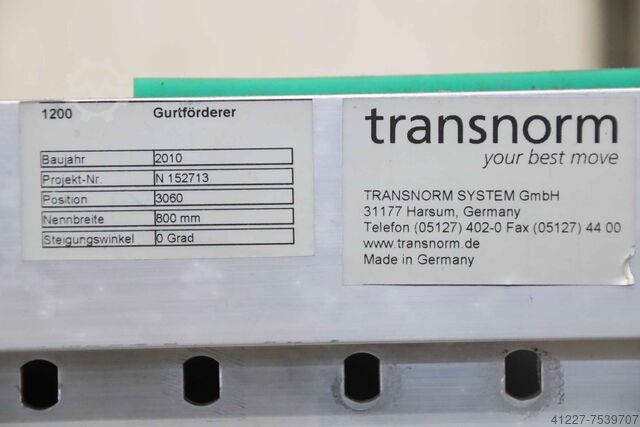 1200 Gurtförderer
Baujahr 2010
Projekt-Nr. N 152713
Position 3060
Nennbreite 800 mm
Steigungswinkel 0 Grad
transnorm
your best move
TRANSNORM SYSTEM GmbH
31177 Harsum, Germany
Telefon (05127) 402-0 Fax (05127) 44 00
www.transnorm.de
Made in Germany
41227-7539707